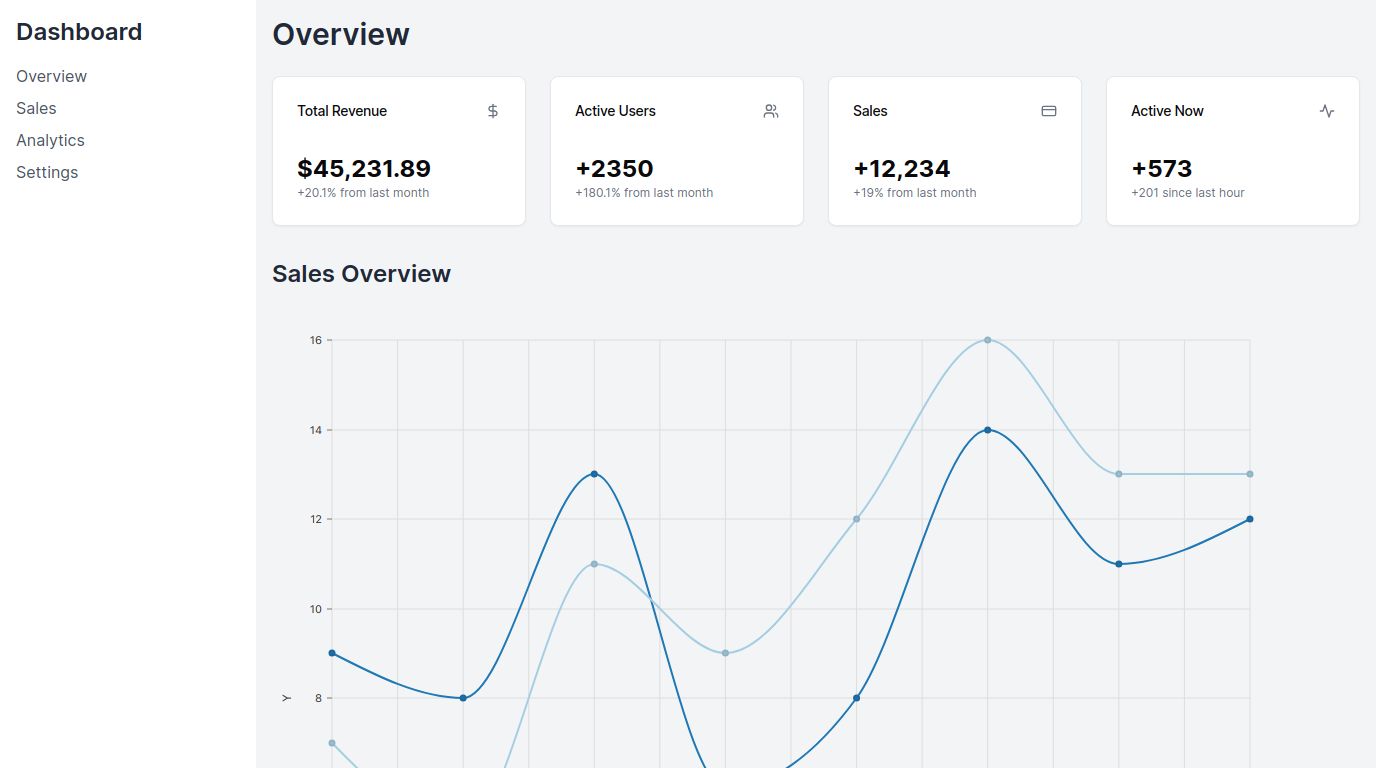 Dashboard
Overview
Sales
Analytics
Settings
Overview
Total Revenue
$45,231.89
+20.1% from last month
Active Users
+2350
+180.1% from last month
Sales
+12,234
+19% from last month
Active Now
+573
+201 since last hour
Sales Overview
16
14
12
10
8
Y